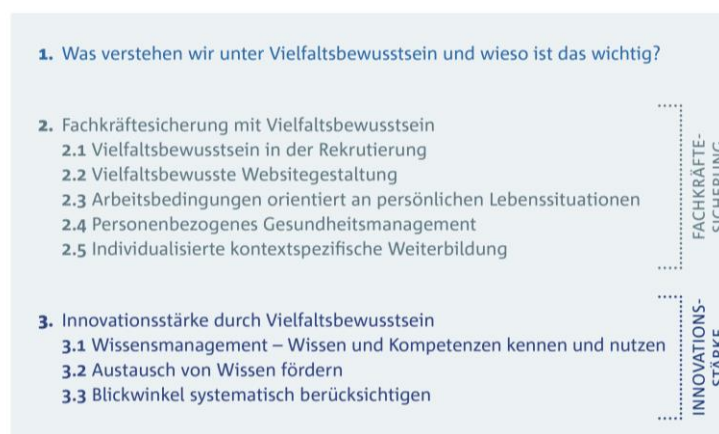 1. Was verstehen wir unter Vielfaltsbewusstsein und wieso ist das wichtig?
2. Fachkräftesicherung mit Vielfaltsbewusstsein
2.1 Vielfaltsbewusstsein in der Rekrutierung
2.2 Vielfaltsbewusste Websitegestaltung
2.3 Arbeitsbedingungen orientiert an persönlichen Lebenssituationen
2.4 Personenbezogenes Gesundheitsmanagement
2.5 Individualisierte kontextspezifische Weiterbildung
FACHKRÄFTE-
SICHERUNG
3. Innovationsstärke durch Vielfaltsbewusstsein
3.1 Wissensmanagement – Wissen und Kompetenzen kennen und nutzen
3.2 Austausch von Wissen fördern
3.3 Blickwinkel systematisch berücksichtigen
INNOVATIONS-
STÄRKE